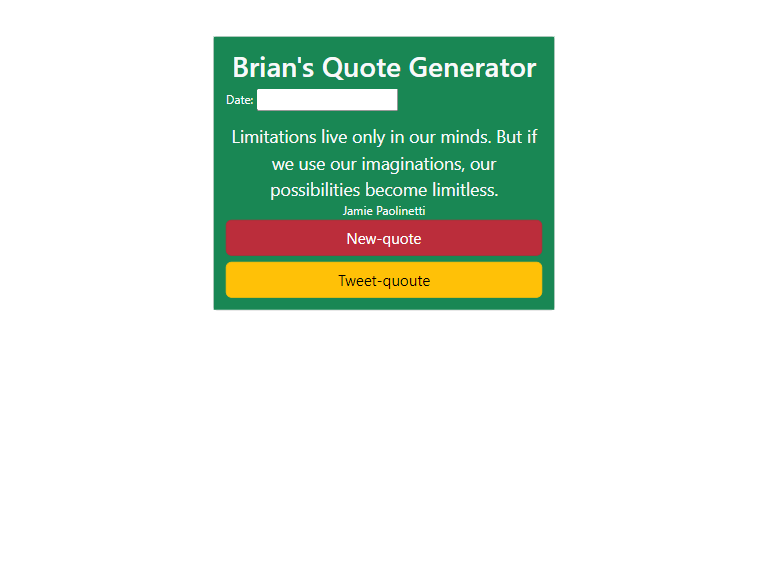 Brian's Quote Generator
Date:
Limitations live only in our minds. But if
we use our imaginations, our
possibilities become limitless.
Jamie Paolinetti
New-quote
Tweet-quoute